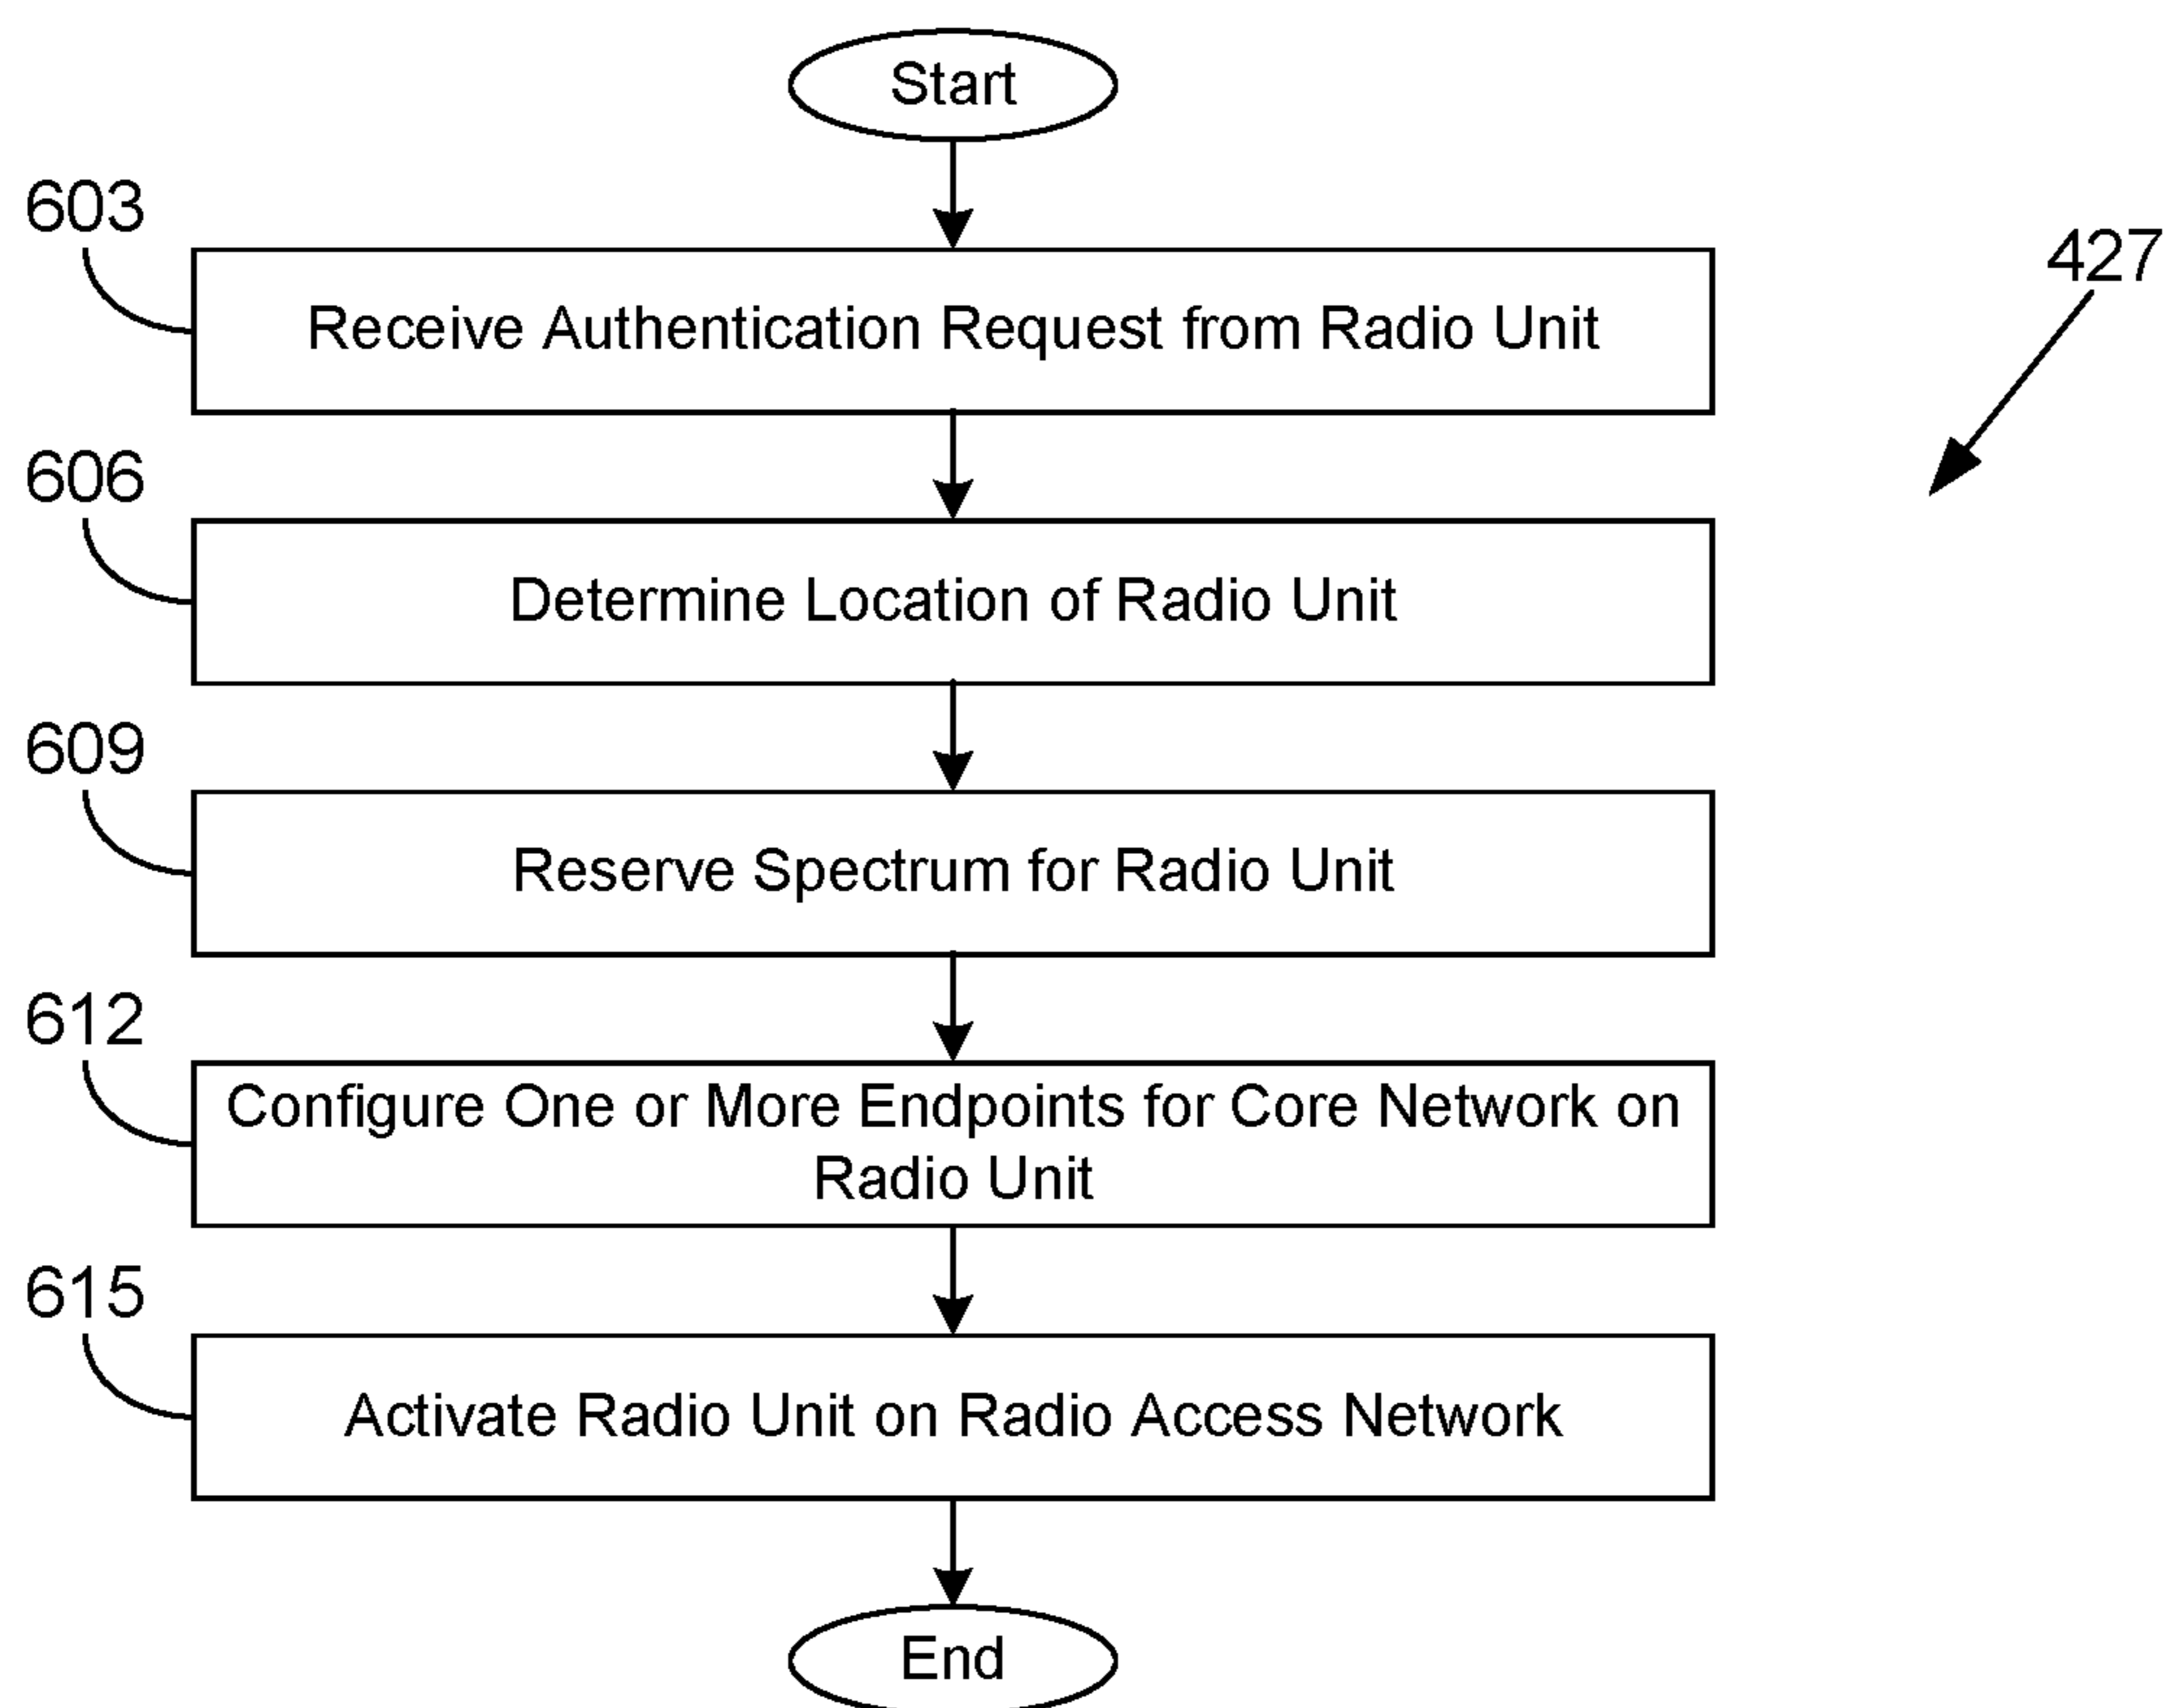 Start
603
Receive Authentication Request from Radio Unit
427
606
Determine Location of Radio Unit
609
Reserve Spectrum for Radio Unit
612
Configure One or More Endpoints for Core Network on
Radio Unit
615
Activate Radio Unit on Radio Access Network
End